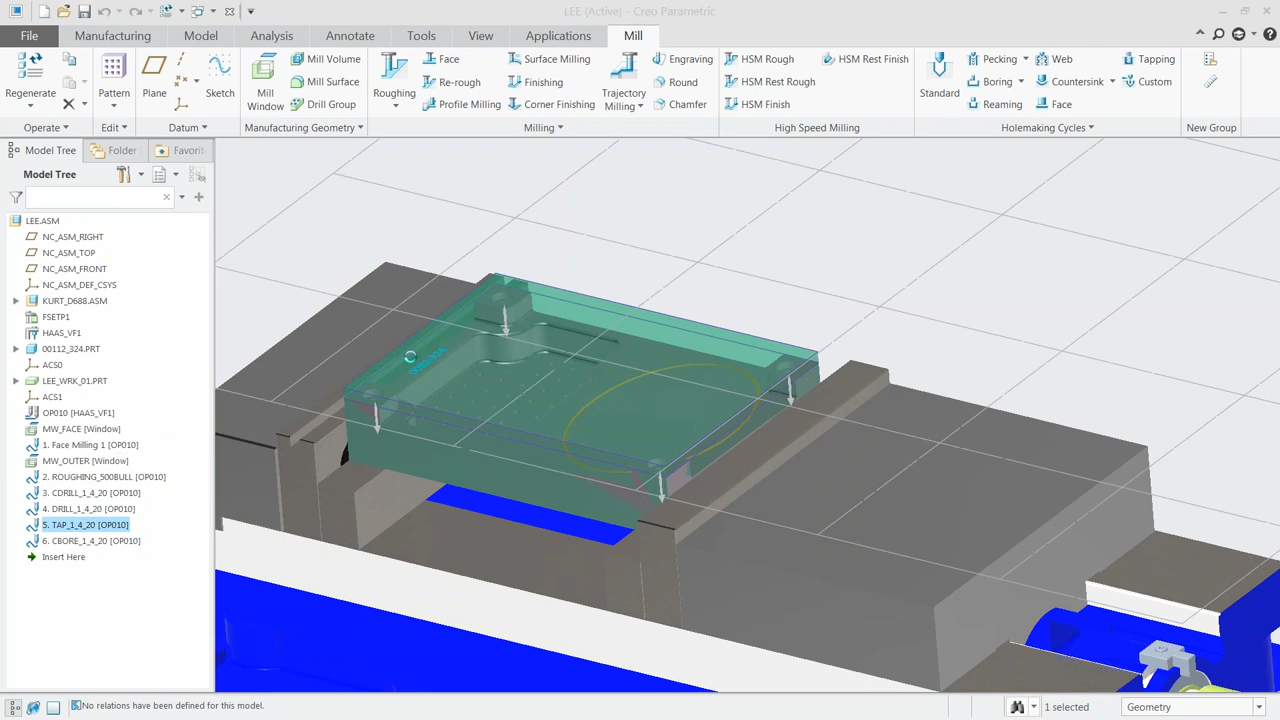 LEE (Active) - Creo Parametric
File Manufacturing Model Analysis Annotate Tools View Applications Mill
Regenerate
Operate
Pattern
Edit
Plane
Sketch
Datum
Mill Window
Mill Volume
Mill Surface
Drill Group
Manufacturing Geometry
Roughing
Face
Re-rough
Profile Milling
Surface Milling
Finishing
Corner Finishing
Trajectory Milling
Engraving
Round
Chamfer
Milling
HSM Rough
HSM Rest Rough
HSM Finish
HSM Rest Finish
High Speed Milling
Standard
Pecking
Boring
Reaming
Web
Countersink
Face
Tapping
Custom
Holemaking Cycles
New Group
Model Tree Folder Favorit
Model Tree
LEE.ASM
NC_ASM_RIGHT
NC_ASM_TOP
NC_ASM_FRONT
NC_ASM_DEF_CSYS
KURT_D688.ASM
FSETP1
HAAS_VF1
00112_324.PRT
ACS0
LEE_WRK_01.PRT
ACS1
OP010 [HAAS_VF1]
MW_FACE [Window]
1. Face Milling 1 [OP010]
MW_OUTER [Window]
2. ROUGHING_500BULL [OP010]
3. CDRILL_1_4_20 [OP010]
4. DRILL_1_4_20 [OP010]
5. TAP_1_4_20 [OP010]
6. CBORE_1_4_20 [OP010]
Insert Here
No relations have been defined for this model.
1 selected
Geometry